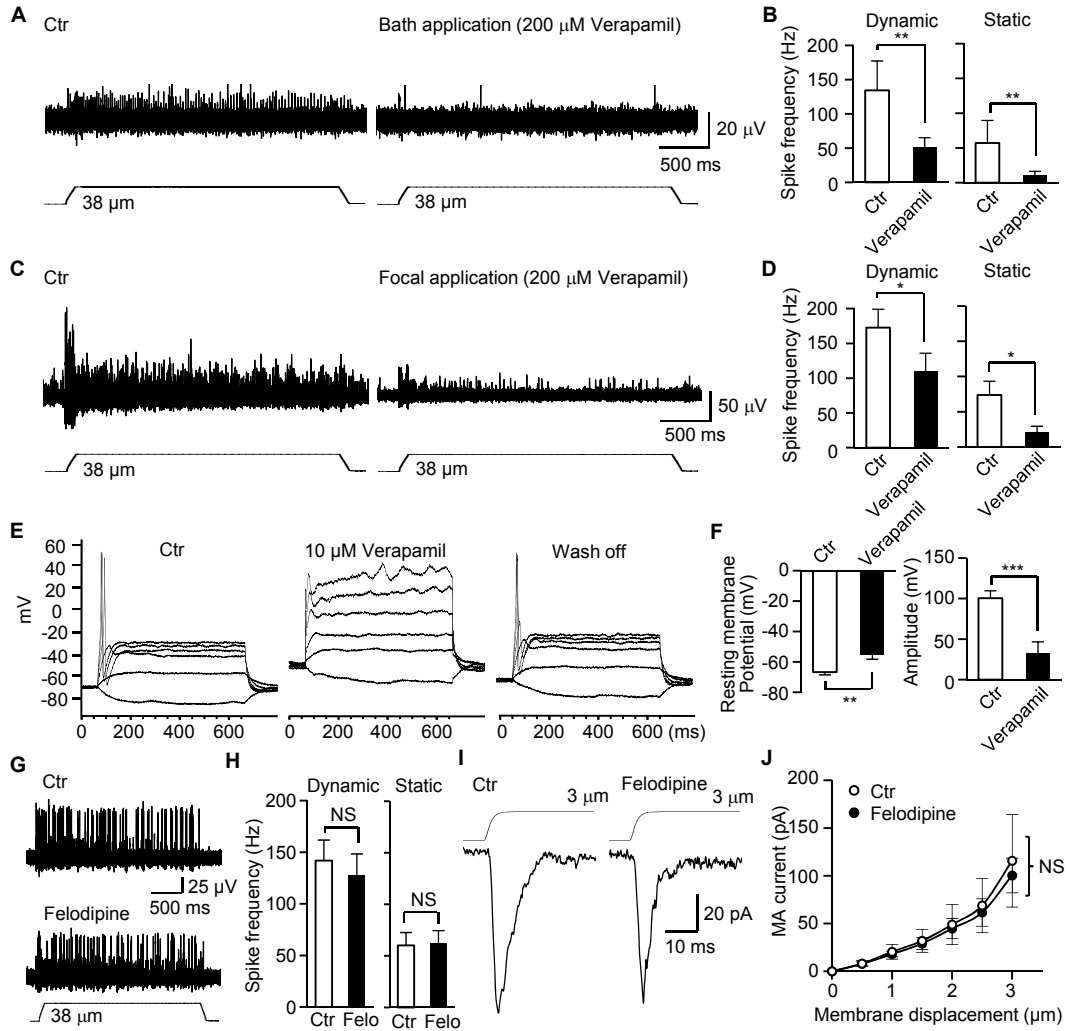 A
Ctr
Bath application (200 µM Verapamil)
20 µV
500 ms
38 µm
38 µm
B
Dynamic
Static
Spike frequency (Hz)
200
150
100
50
0
**
**
Ctr
Verapamil
Ctr
Verapamil
C
Ctr
Focal application (200 µM Verapamil)
50 µV
500 ms
38 µm
38 µm
D
Dynamic
Static
Spike frequency (Hz)
200
150
100
50
0
*
*
Ctr
Verapamil
Ctr
Verapamil
E
mV
60
40
20
0
-20
-40
-60
-80
Ctr
10 µM Verapamil
Wash off
0 200 400 600
0 200 400 600
0 200 400 600 (ms)
F
Ctr
Verapamil
Resting membrane
Potential (mV)
0
-20
-40
-60
-80
**
Amplitude (mV)
150
100
50
0
***
Ctr
Verapamil
G
Ctr
25 µV
500 ms
Felodipine
38 µm
H
Dynamic
Static
Spike frequency (Hz)
200
150
100
50
0
NS
NS
Ctr Felo
Ctr Felo
I
Ctr
Felodipine
3 µm
3 µm
20 pA
10 ms
J
MA current (pA)
200
150
100
50
0
Ctr
Felodipine
NS
0 1 2 3
Membrane displacement (µm)